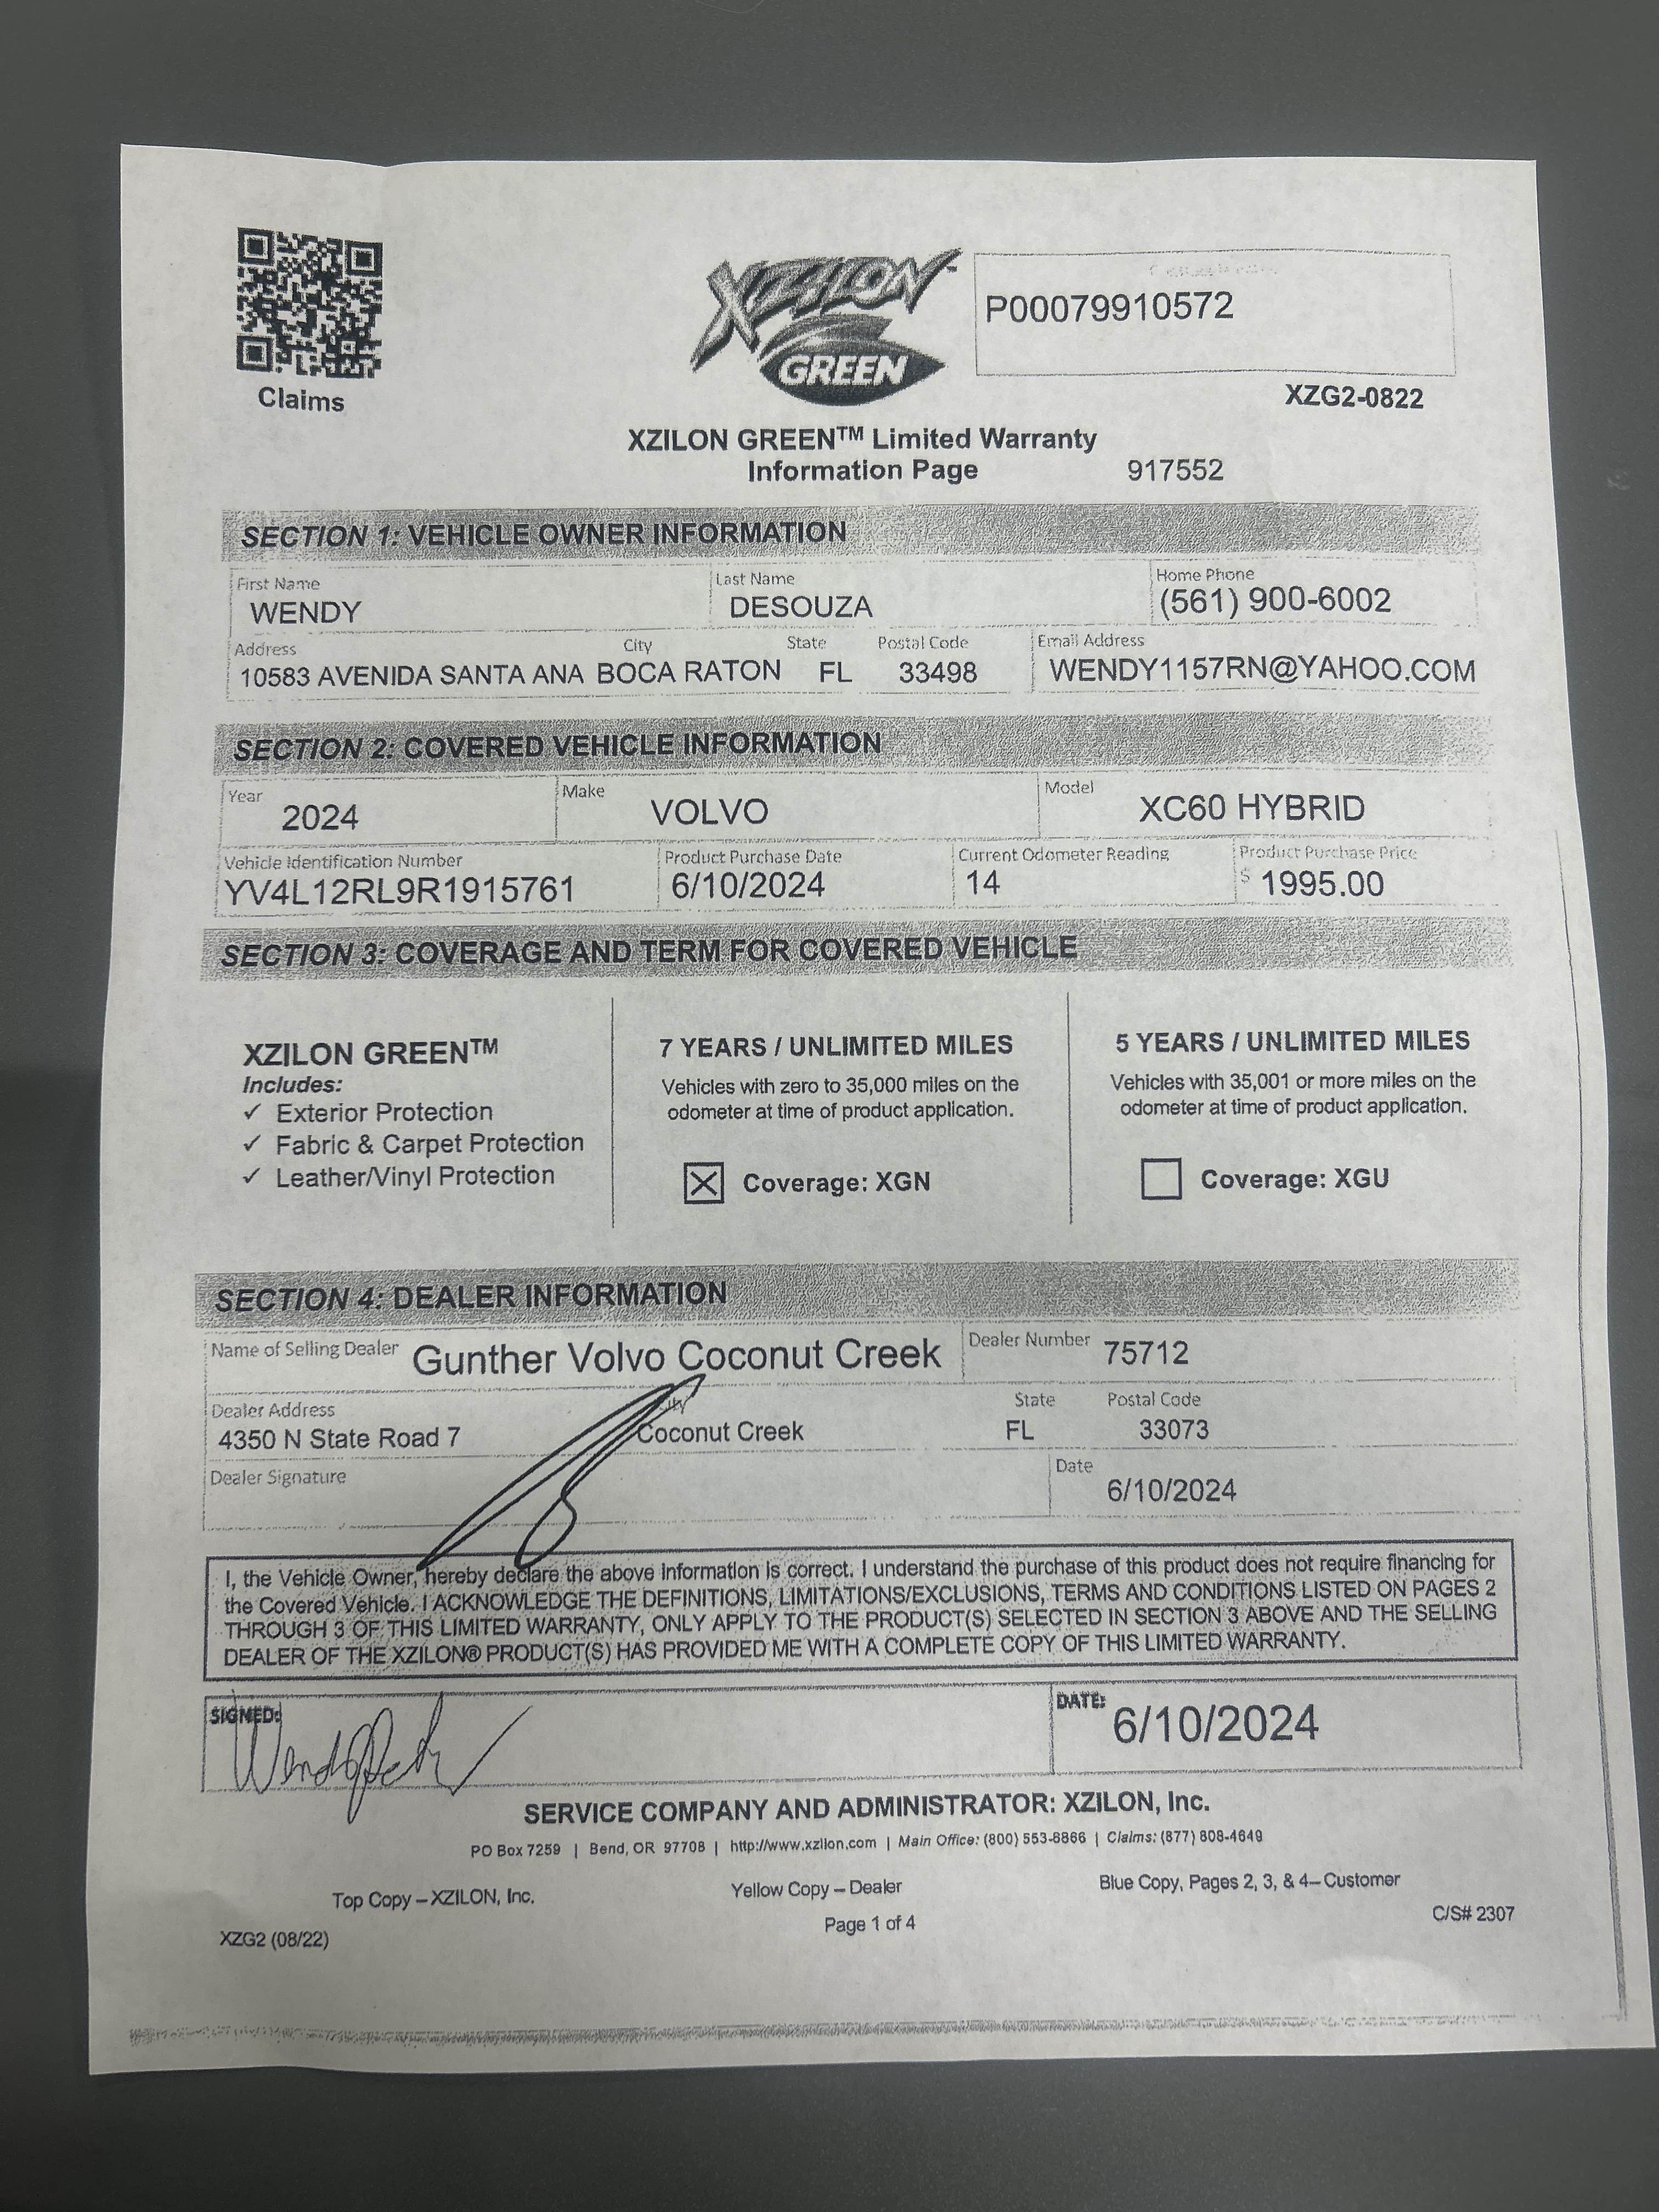 XZILON
GREEN
P00079910572
Claims
XZG2-0822
XZILON GREEN™ Limited Warranty
Information Page 917552
SECTION 1: VEHICLE OWNER INFORMATION
First Name Last Name Home Phone
WENDY DESOUZA (561) 900-6002
Address City State Postal Code Email Address
10583 AVENIDA SANTA ANA BOCA RATON FL 33498 WENDY1157RN@YAHOO.COM
SECTION 2: COVERED VEHICLE INFORMATION
Year Make Model
2024 VOLVO XC60 HYBRID
Vehicle Identification Number Product Purchase Date Current Odometer Reading Product Purchase Price
YV4L12RL9R1915761 6/10/2024 14 $ 1995.00
SECTION 3: COVERAGE AND TERM FOR COVERED VEHICLE
XZILON GREEN™
Includes:
✓ Exterior Protection
✓ Fabric & Carpet Protection
✓ Leather/Vinyl Protection
7 YEARS / UNLIMITED MILES
Vehicles with zero to 35,000 miles on the
odometer at time of product application.
☒ Coverage: XGN
5 YEARS / UNLIMITED MILES
Vehicles with 35,001 or more miles on the
odometer at time of product application.
☐ Coverage: XGU
SECTION 4: DEALER INFORMATION
Name of Selling Dealer Gunther Volvo Coconut Creek Dealer Number 75712
Dealer Address City State Postal Code
4350 N State Road 7 Coconut Creek FL 33073
Dealer Signature Date
6/10/2024
I, the Vehicle Owner, hereby declare the above information is correct. I understand the purchase of this product does not require financing for
the Covered Vehicle. I ACKNOWLEDGE THE DEFINITIONS, LIMITATIONS/EXCLUSIONS, TERMS AND CONDITIONS LISTED ON PAGES 2
THROUGH 3 OF THIS LIMITED WARRANTY, ONLY APPLY TO THE PRODUCT(S) SELECTED IN SECTION 3 ABOVE AND THE SELLING
DEALER OF THE XZILON® PRODUCT(S) HAS PROVIDED ME WITH A COMPLETE COPY OF THIS LIMITED WARRANTY.
SIGNED: DATE: 6/10/2024
SERVICE COMPANY AND ADMINISTRATOR: XZILON, Inc.
PO Box 7259 | Bend, OR 97708 | http://www.xzilon.com | Main Office: (800) 553-8866 | Claims: (877) 808-4649
Top Copy – XZILON, Inc. Yellow Copy – Dealer Blue Copy, Pages 2, 3, & 4– Customer
Page 1 of 4
XZG2 (08/22) C/S# 2307